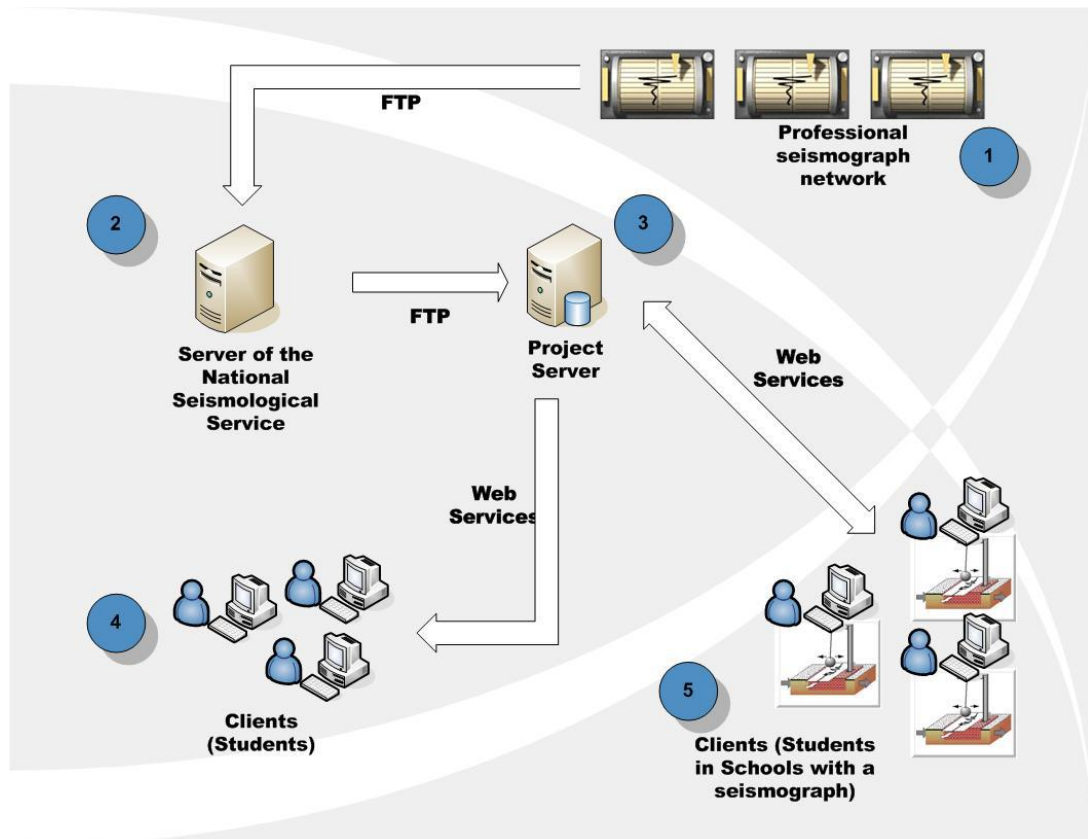 FTP
Professional
seismograph
network
1
2
3
FTP
Server of the
National
Seismological
Service
Project
Server
Web
Services
Web
Services
4
Clients
(Students)
5
Clients (Students
in Schools with a
seismograph)